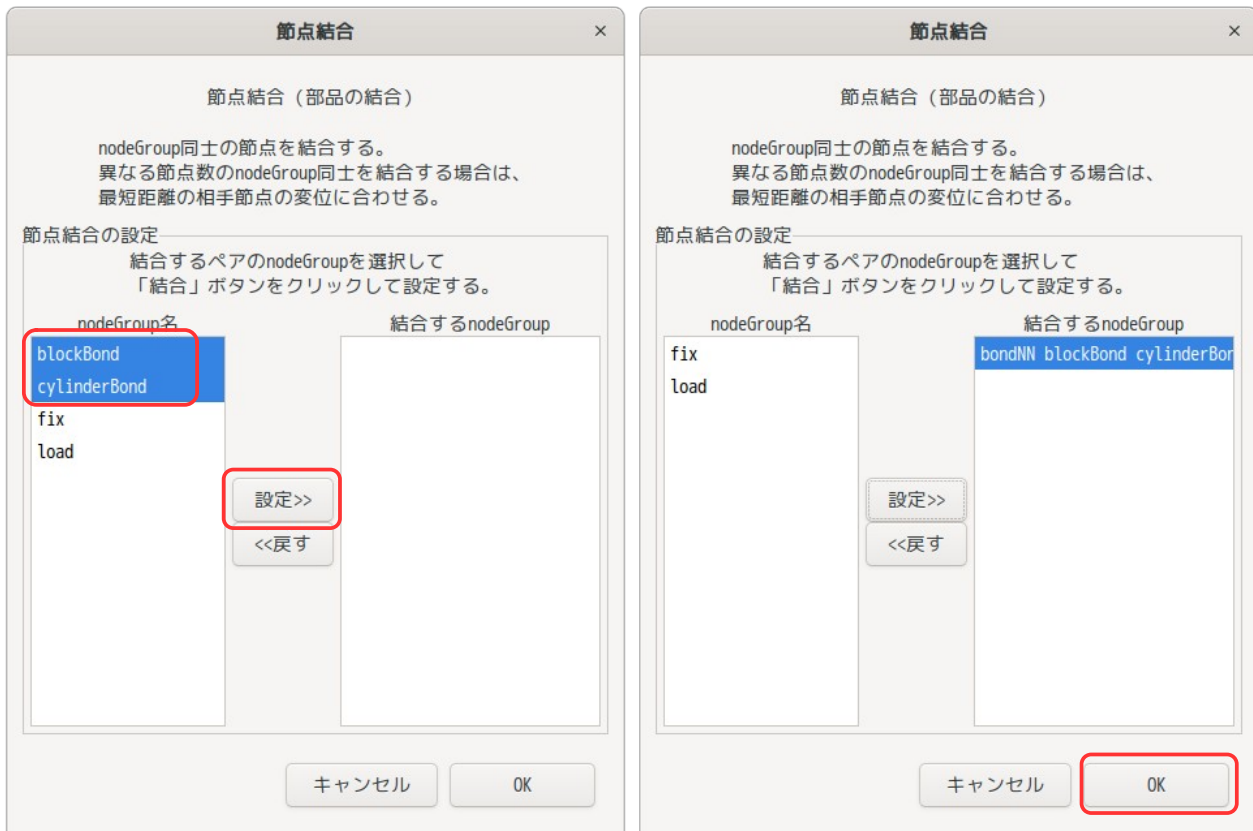 節点結合 ×
節点結合 (部品の結合)
nodeGroup同士の節点を結合する。
異なる節点数のnodeGroup同士を結合する場合は、
最短距離の相手節点の変位に合わせる。
節点結合の設定
結合するペアのnodeGroupを選択して
「結合」ボタンをクリックして設定する。
nodeGroup名
結合するnodeGroup
blockBond
cylinderBond
fix
load
設定>>
<<戻す
キャンセル
OK
節点結合 ×
節点結合 (部品の結合)
nodeGroup同士の節点を結合する。
異なる節点数のnodeGroup同士を結合する場合は、
最短距離の相手節点の変位に合わせる。
節点結合の設定
結合するペアのnodeGroupを選択して
「結合」ボタンをクリックして設定する。
nodeGroup名
結合するnodeGroup
fix
load
bondNN blockBond cylinderBon
設定>>
<<戻す
キャンセル
OK